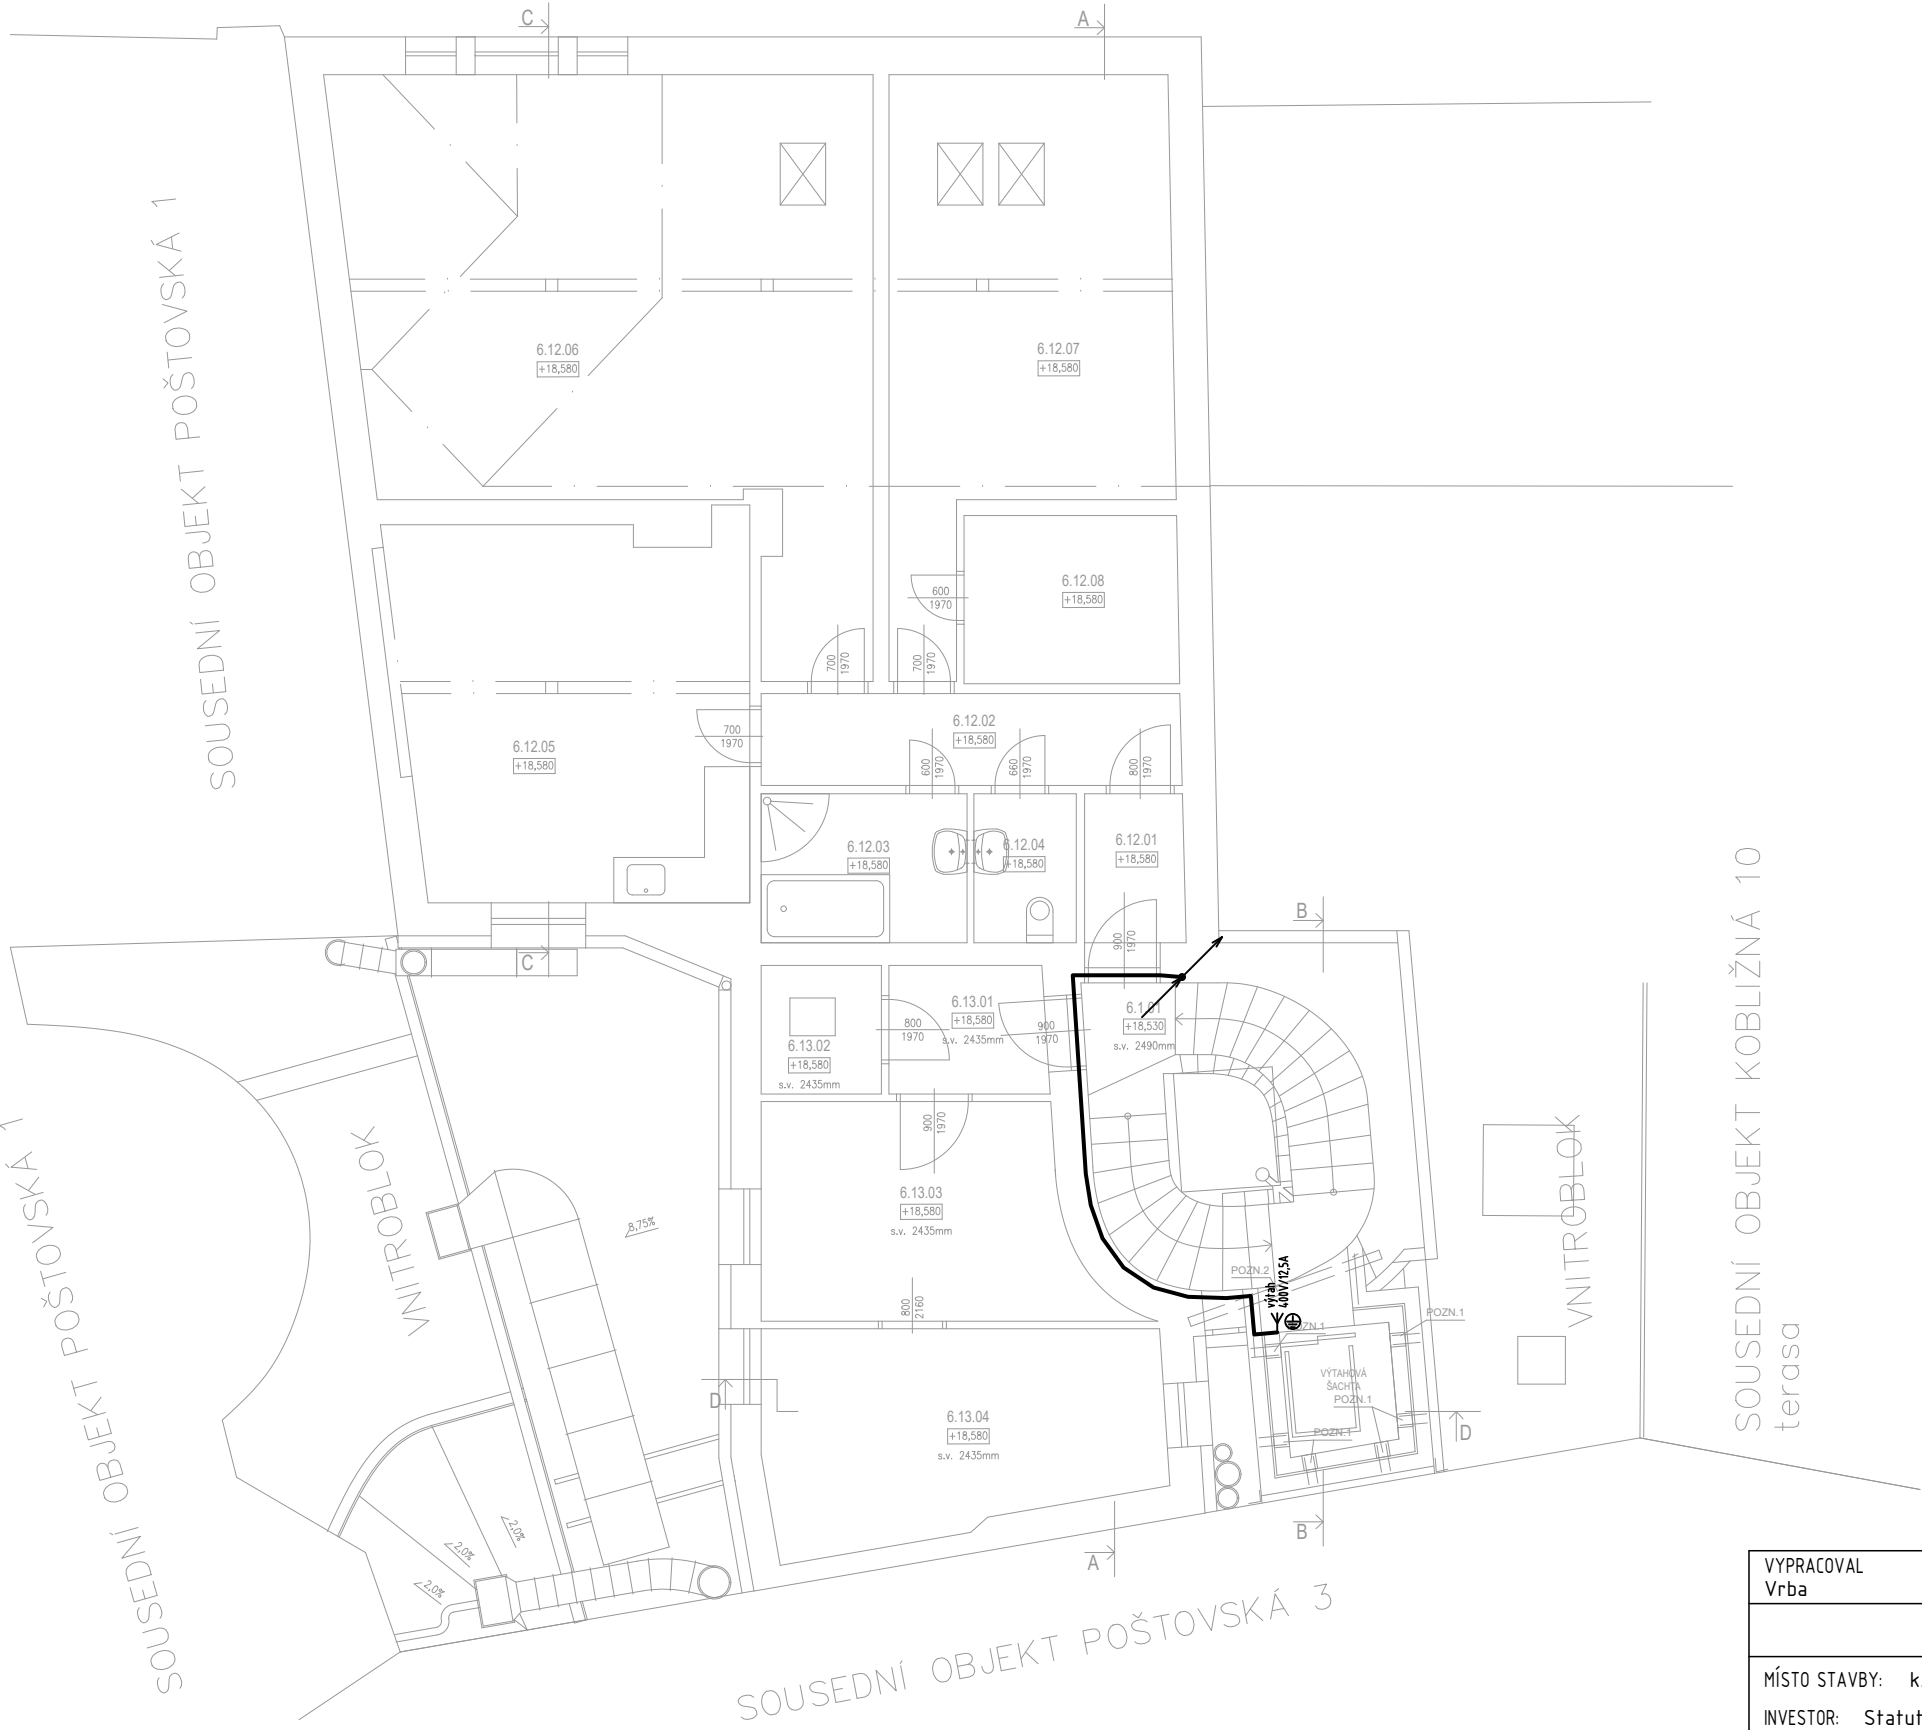 C
A
SOUSEDNÍ OBJEKT POŠTOVSKÁ 1
6.12.06
+18,580
6.12.07
+18,580
600
1970
6.12.08
+18,580
700
1970
700
1970
6.12.05
+18,580
700
1970
6.12.02
+18,580
600
1970
660
1970
800
1970
6.12.03
+18,580
6.12.04
+18,580
6.12.01
+18,580
900
1970
B
C
6.13.02
+18,580
s.v. 2435mm
800
1970
6.13.01
+18,580
s.v. 2435mm
900
1970
6.1.01
+18,530
s.v. 2490mm
SOUSEDNÍ OBJEKT KOBLIŽNÁ 10
terasa
VNITROBLOK
VNITROBLOK
SOUSEDNÍ OBJEKT POŠTOVSKÁ 1
8,75%
900
1970
6.13.03
+18,580
s.v. 2435mm
800
2160
POZN.2
výtah
400V/12,5A
POZN.1
POZN.1
VÝTAHOVÁ
ŠACHTA
POZN.1
POZN.1
D
D
6.13.04
+18,580
s.v. 2435mm
2,0%
2,0%
2,0%
A
B
SOUSEDNÍ OBJEKT POŠTOVSKÁ 3
VYPRACOVAL
Vrba
MÍSTO STAVBY:
INVESTOR: Statut